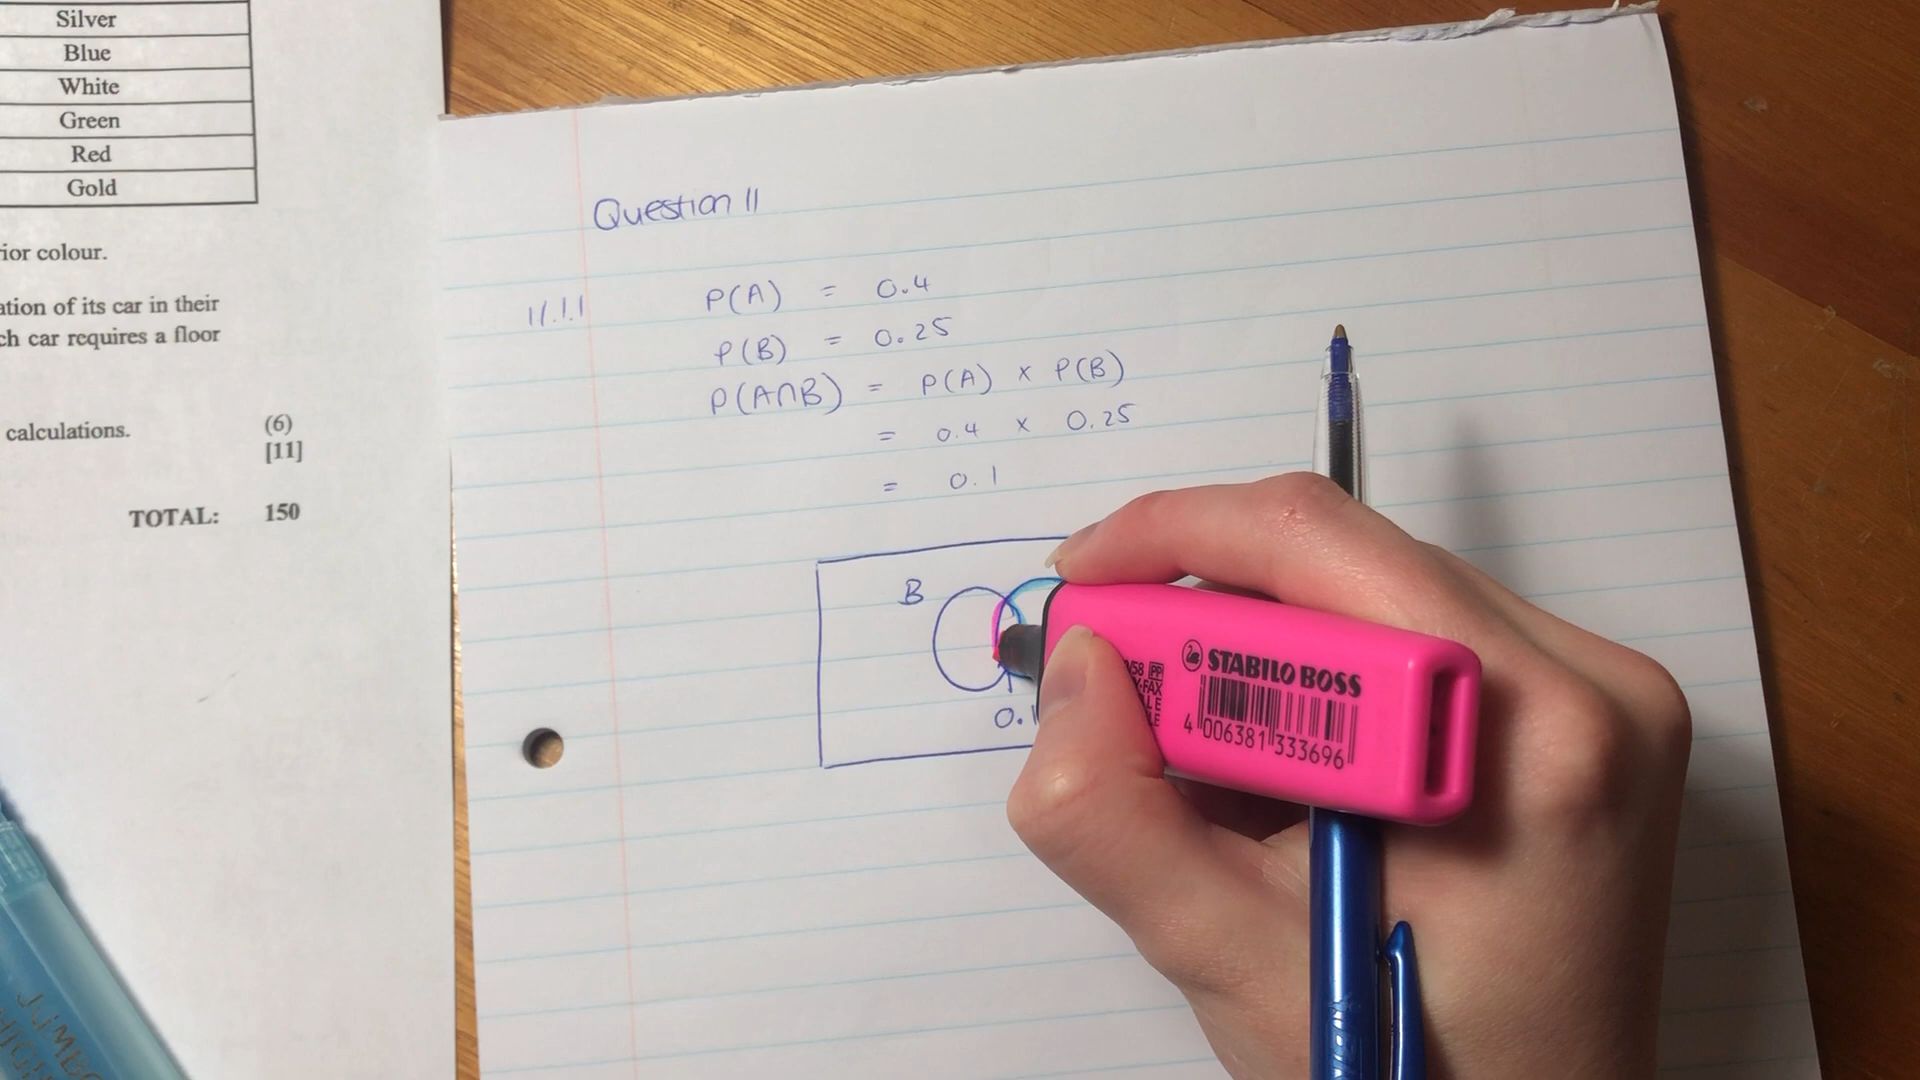 Silver
Blue
White
Green
Red
Gold
ior colour.
ation of its car in their
ch car requires a floor
calculations. (6)
[11]
TOTAL: 150
Question 11
11.1.1 P(A) = 0.4
P(B) = 0.25
P(A∩B) = P(A) × P(B)
= 0.4 × 0.25
= 0.1
B
0.1
STABILO BOSS
4 006381 333696
JUMBO